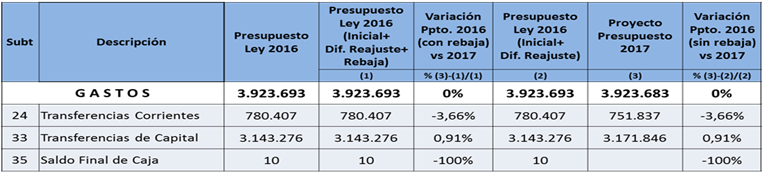 Subt Descripción Presupuesto Ley 2016 Presupuesto Ley 2016 (Inicial+ Dif. Reajuste+ Rebaja) Variación Ppto. 2016 (con rebaja) vs 2017 Presupuesto Ley 2016 (Inicial+ Dif. Reajuste) Proyecto Presupuesto 2017 Variación Ppto. 2016 (sin rebaja) vs 2017
(1) % (3)-(1)/(1) (2) (3) % (3)-(2)/(2)
GASTOS 3.923.693 3.923.693 0% 3.923.693 3.923.683 0%
24 Transferencias Corrientes 780.407 780.407 -3,66% 780.407 751.837 -3,66%
33 Transferencias de Capital 3.143.276 3.143.276 0,91% 3.143.276 3.171.846 0,91%
35 Saldo Final de Caja 10 10 -100% 10 -100%